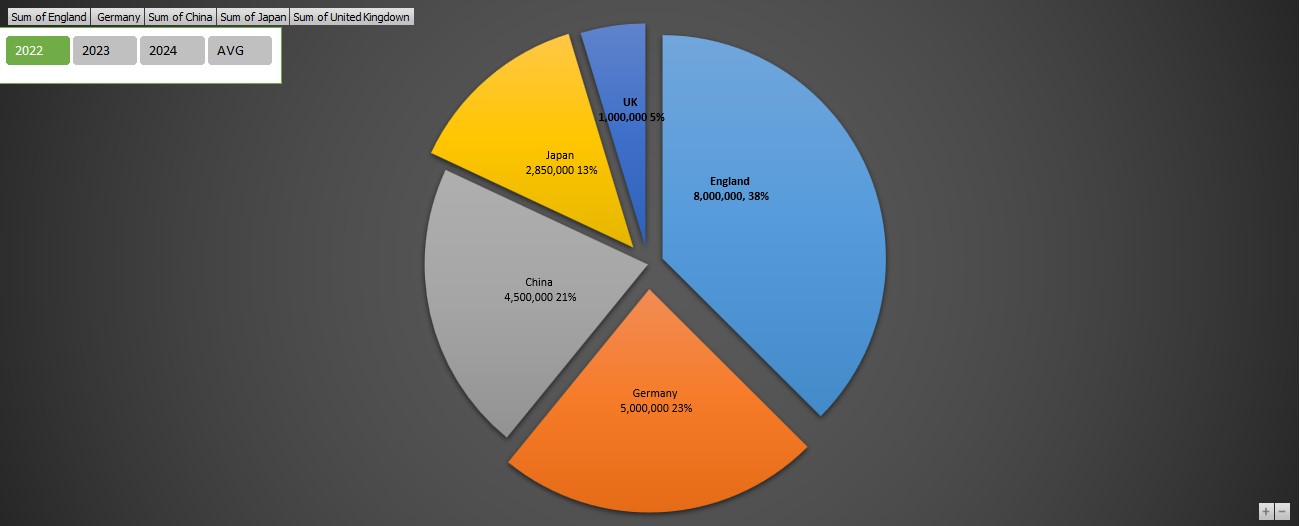 Sum of England Germany Sum of China Sum of Japan Sum of United Kingdown
2022 2023 2024 AVG
UK
1,000,000 5%
Japan
2,850,000 13%
England
8,000,000, 38%
China
4,500,000 21%
Germany
5,000,000 23%
+ −